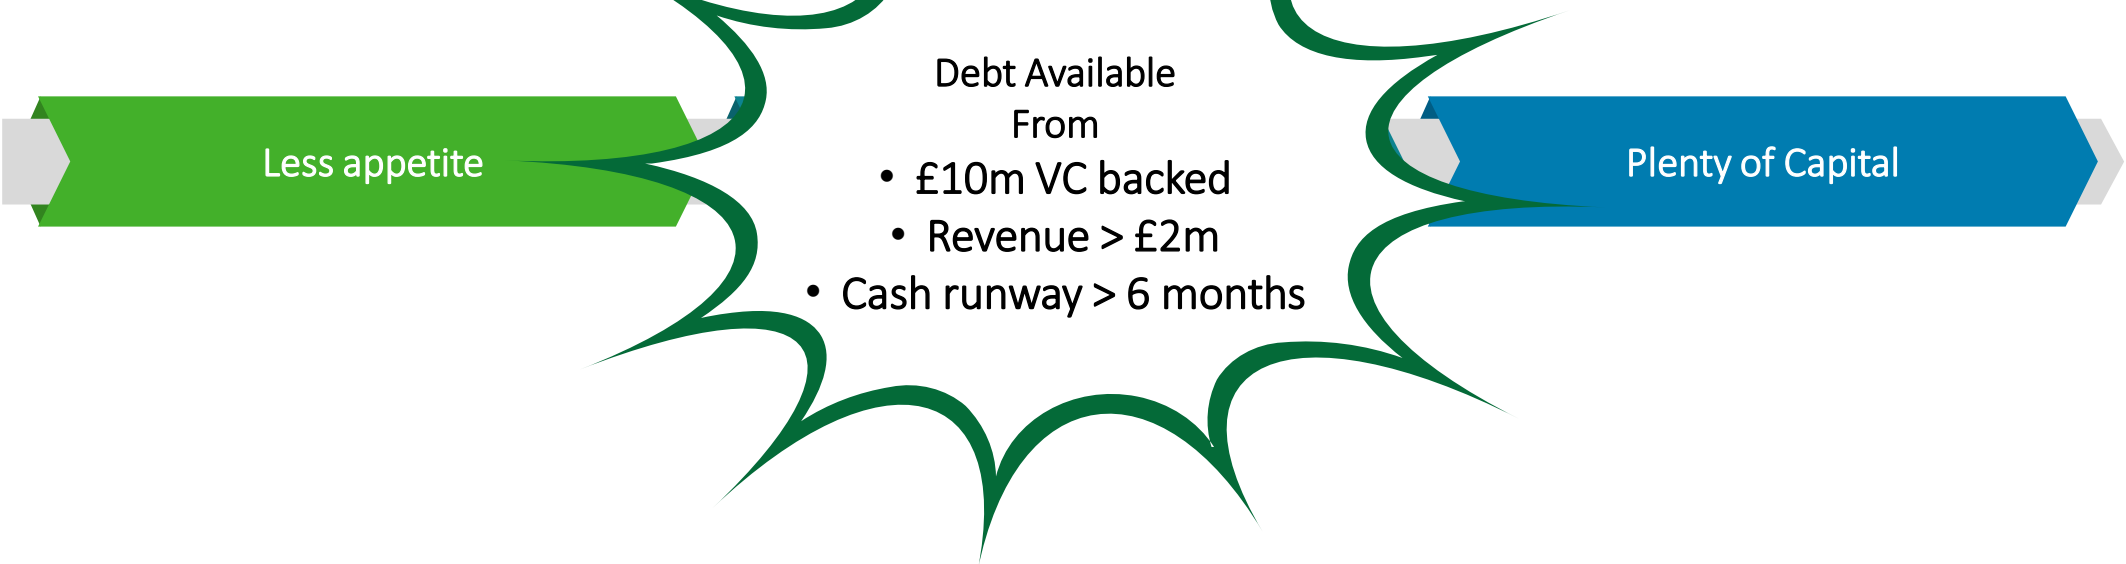 Less appetite
Debt Available
From
• £10m VC backed
• Revenue > £2m
• Cash runway > 6 months
Plenty of Capital